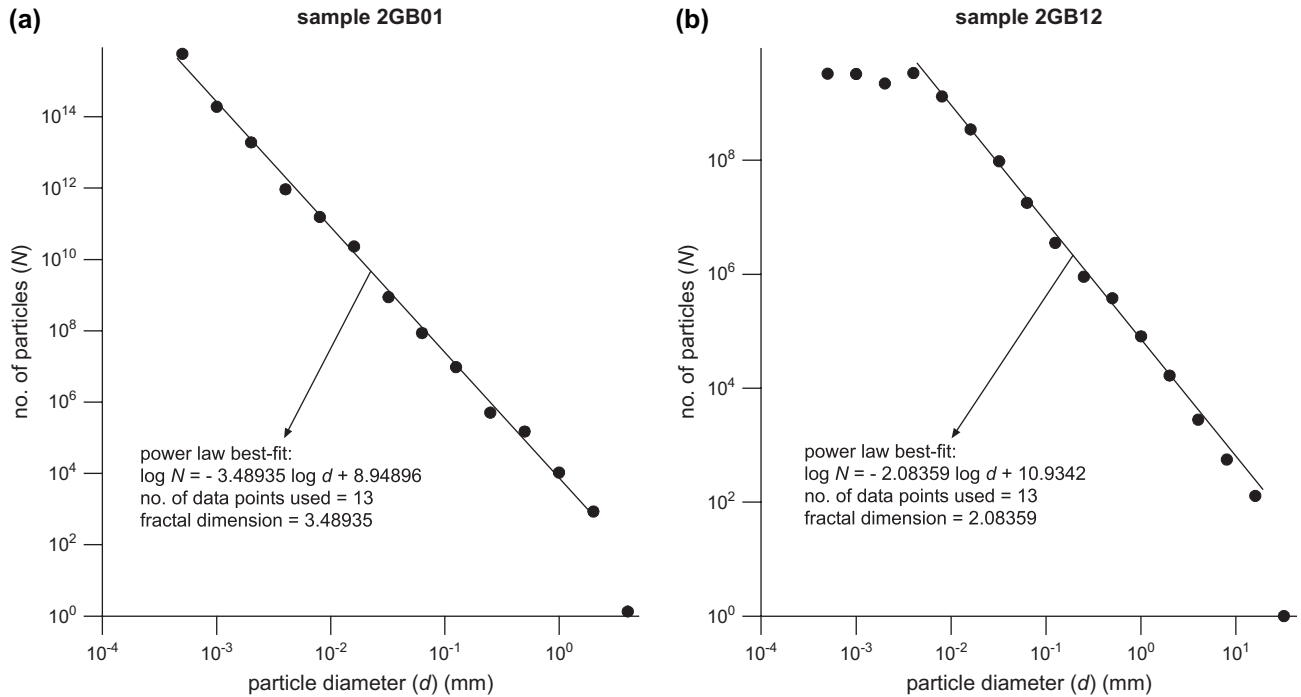 (a)
sample 2GB01
no. of particles (N)
10^14
10^12
10^10
10^8
10^6
10^4
10^2
10^0
power law best-fit:
log N = - 3.48935 log d + 8.94896
no. of data points used = 13
fractal dimension = 3.48935
10^-4 10^-3 10^-2 10^-1 10^0
particle diameter (d) (mm)
(b)
sample 2GB12
no. of particles (N)
10^8
10^6
10^4
10^2
10^0
power law best-fit:
log N = - 2.08359 log d + 10.9342
no. of data points used = 13
fractal dimension = 2.08359
10^-4 10^-3 10^-2 10^-1 10^0 10^1
particle diameter (d) (mm)